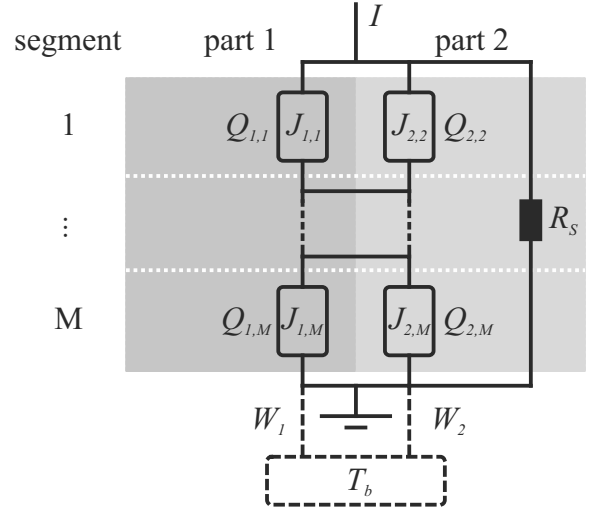 I
segment part 1 part 2
1 Q1,1 J1,1 J2,2 Q2,2
⋮ RS
M Q1,M J1,M J2,M Q2,M
W1 W2
Tb